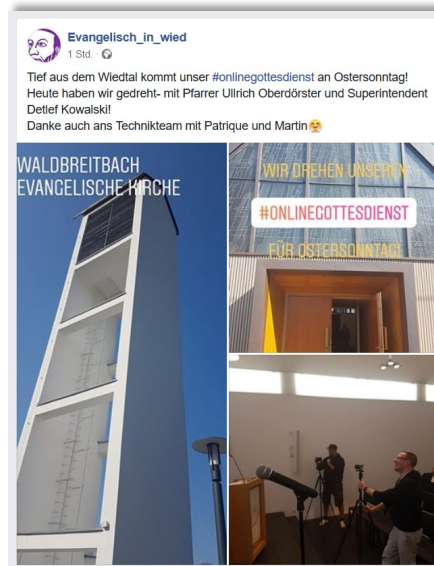 Evangelisch_in_wied
1 Std. ·
Tief aus dem Wiedtal kommt unser #onlinegottesdienst an Ostersonntag!
Heute haben wir gedreht- mit Pfarrer Ullrich Oberdörster und Superintendent
Detlef Kowalski!
Danke auch ans Technikteam mit Patrique und Martin
WALDBREITBACH
EVANGELISCHE KIRCHE
WIR DREHEN UNSEREN
#ONLINEGOTTESDIENST
FÜR OSTERSONNTAG!